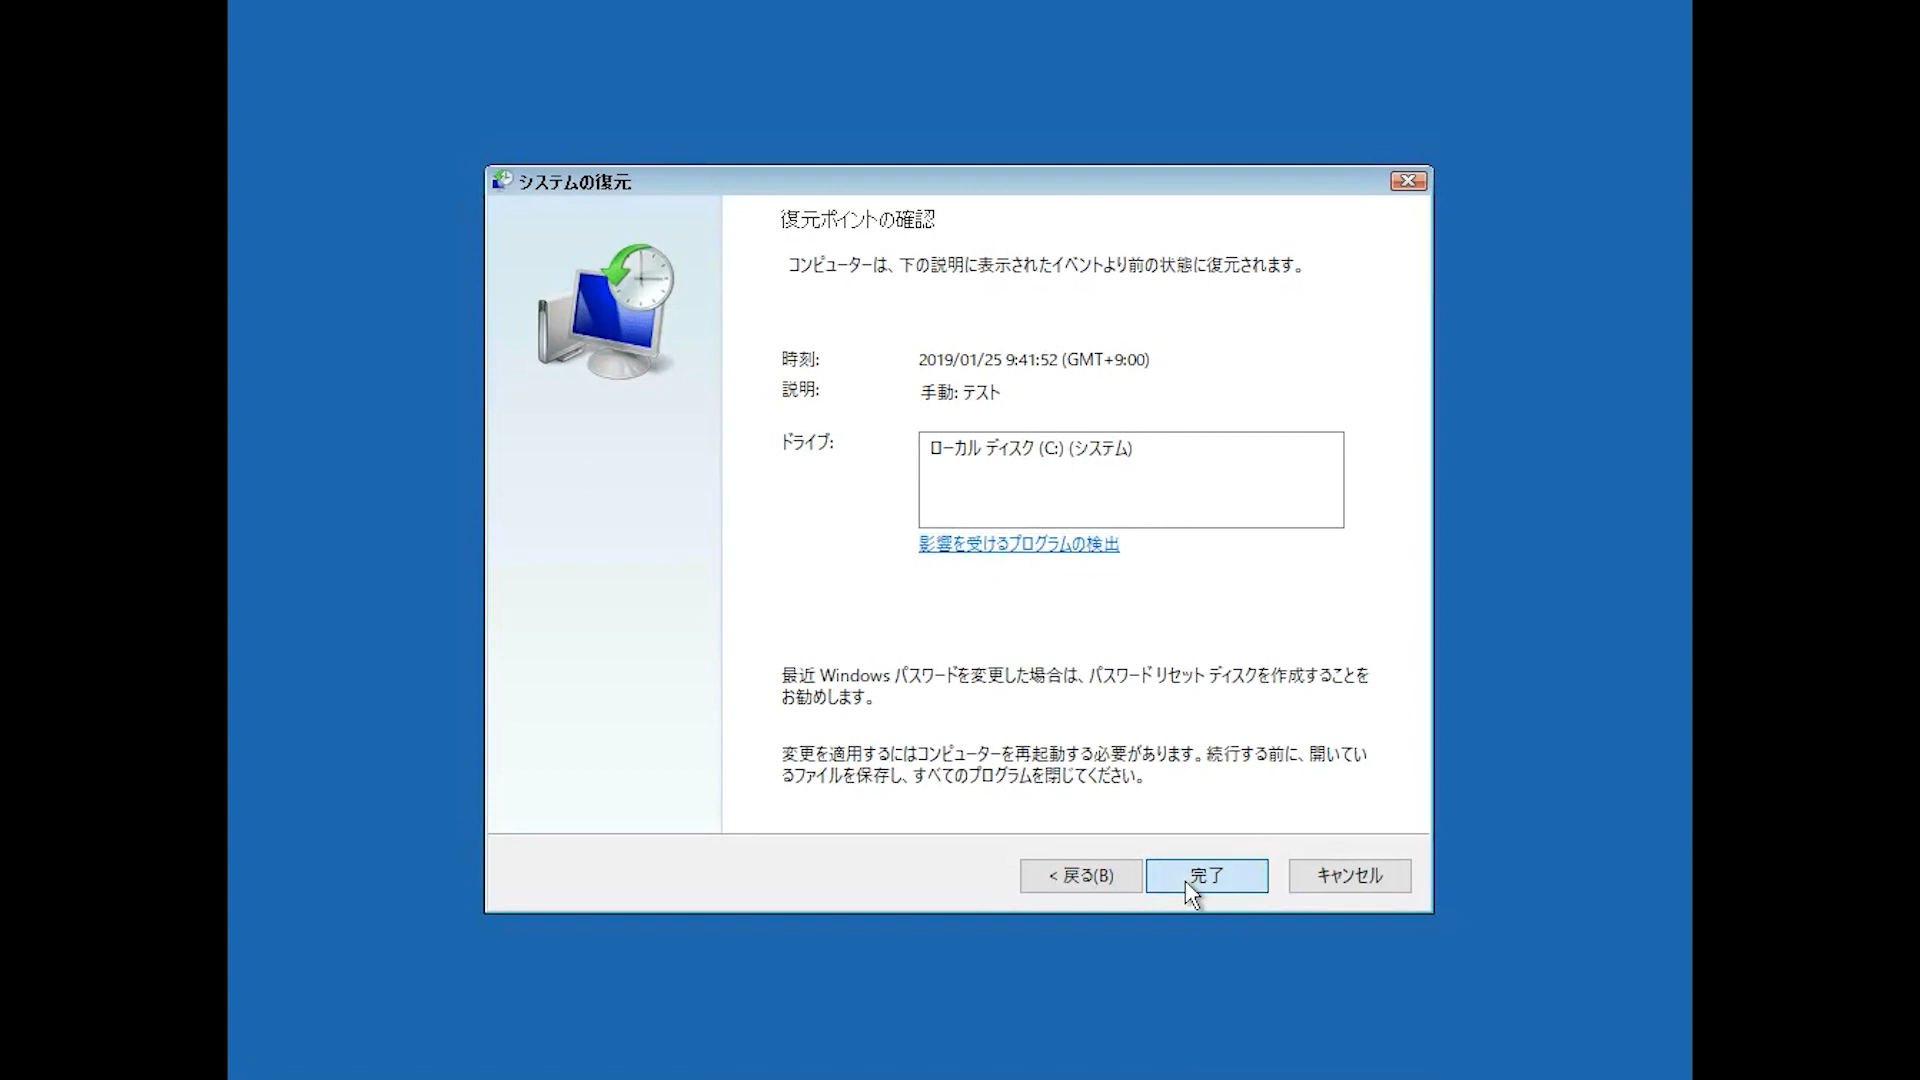 システムの復元
復元ポイントの確認
コンピューターは、下の説明に表示されたイベントより前の状態に復元されます。
時刻: 2019/01/25 9:41:52 (GMT+9:00)
説明: 手動: テスト
ドライブ: ローカル ディスク (C:) (システム)
影響を受けるプログラムの検出
最近 Windows パスワードを変更した場合は、パスワード リセット ディスクを作成することを
お勧めします。
変更を適用するにはコンピューターを再起動する必要があります。続行する前に、開いてい
るファイルを保存し、すべてのプログラムを閉じてください。
< 戻る(B) 完了 キャンセル